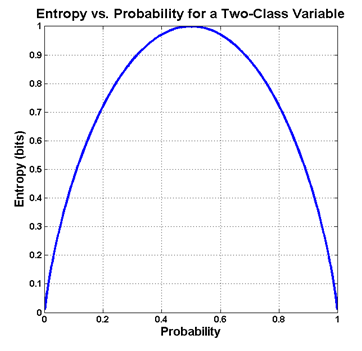 Entropy vs. Probability for a Two-Class Variable
1
0.9
0.8
0.7
0.6
0.5
0.4
0.3
0.2
0.1
0
Entropy (bits)
0 0.2 0.4 0.6 0.8 1
Probability